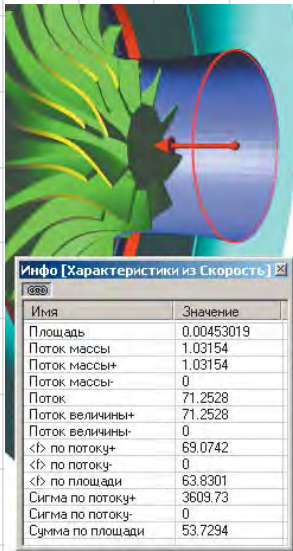 Инфо [Характеристики из Скорость]
Имя Значение
Площадь 0.00453019
Поток массы 1.03154
Поток массы+ 1.03154
Поток массы- 0
Поток 71.2528
Поток величины+ 71.2528
Поток величины- 0
<f> по потоку+ 69.0742
<f> по потоку- 0
<f> по площади 63.8301
Сигма по потоку+ 3609.73
Сигма по потоку- 0
Сумма по площади 53.7294